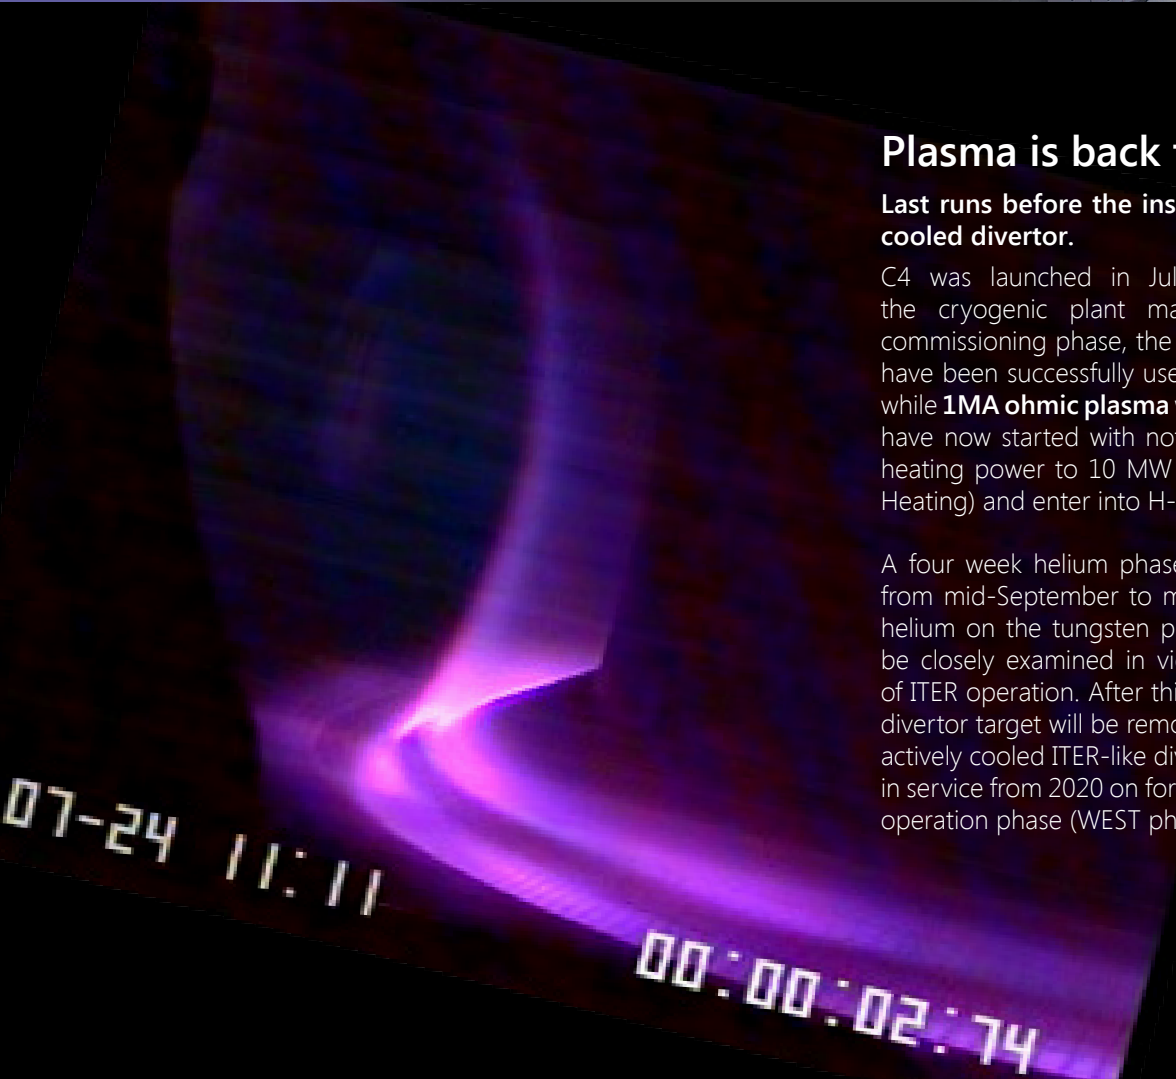 Plasma is back
Last runs before the ins
cooled divertor.
C4 was launched in Jul
the cryogenic plant ma
commissioning phase, the
have been successfully use
while 1MA ohmic plasma
have now started with no
heating power to 10 MW
Heating) and enter into H-
A four week helium phase
from mid-September to m
helium on the tungsten p
be closely examined in vi
of ITER operation. After thi
divertor target will be remo
actively cooled ITER-like di
in service from 2020 on for
operation phase (WEST ph
07-24 11:11
00:00:02:74